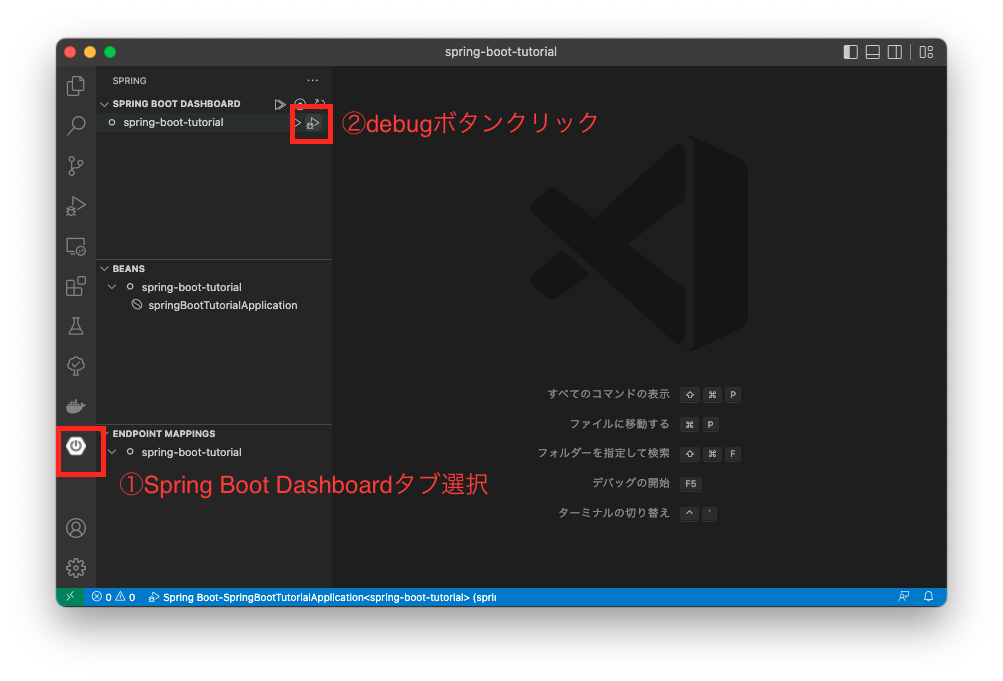 spring-boot-tutorial
SPRING
SPRING BOOT DASHBOARD
spring-boot-tutorial
②debugボタンクリック
BEANS
spring-boot-tutorial
springBootTutorialApplication
ENDPOINT MAPPINGS
spring-boot-tutorial
①Spring Boot Dashboardタブ選択
すべてのコマンドの表示 ⇧ ⌘ P
ファイルに移動する ⌘ P
フォルダーを指定して検索 ⇧ ⌘ F
デバッグの開始 F5
ターミナルの切り替え ^ `
0 0 Spring Boot-SpringBootTutorialApplication<spring-boot-tutorial> (sprin